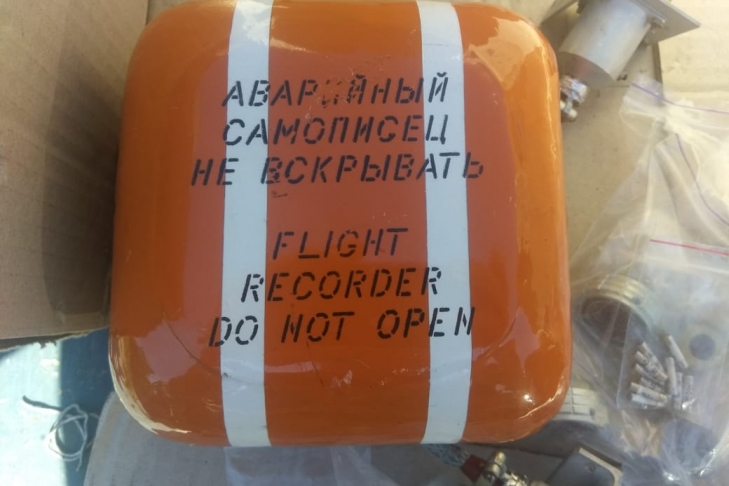 АВАРИЙНЫЙ
САМОПИСЕЦ
НЕ ВСКРЫВАТЬ
FLIGHT
RECORDER
DO NOT OPEN